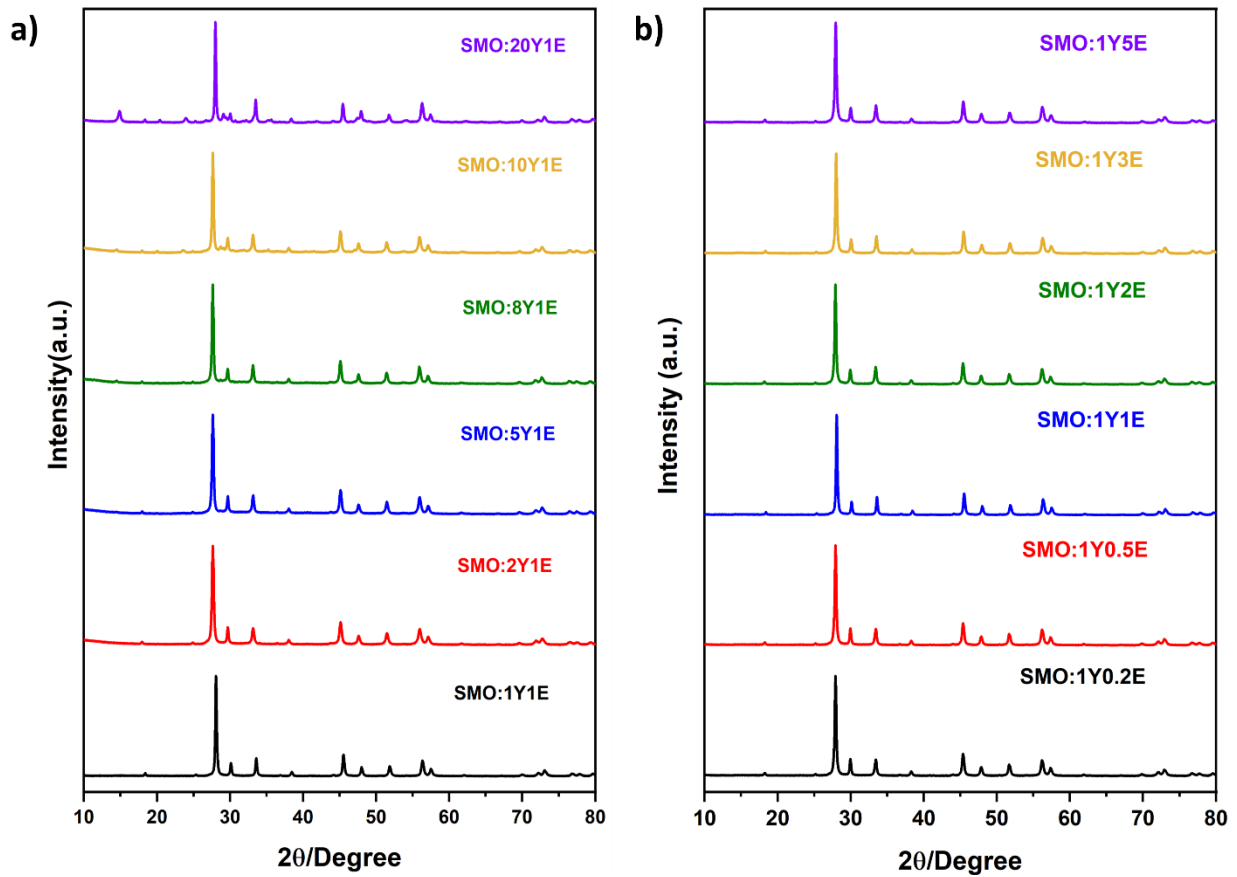 a)
SMO:20Y1E
SMO:10Y1E
SMO:8Y1E
SMO:5Y1E
SMO:2Y1E
SMO:1Y1E
Intensity(a.u.)
10 20 30 40 50 60 70 80
2θ/Degree
b)
SMO:1Y5E
SMO:1Y3E
SMO:1Y2E
SMO:1Y1E
SMO:1Y0.5E
SMO:1Y0.2E
Intensity (a.u.)
10 20 30 40 50 60 70 80
2θ/Degree